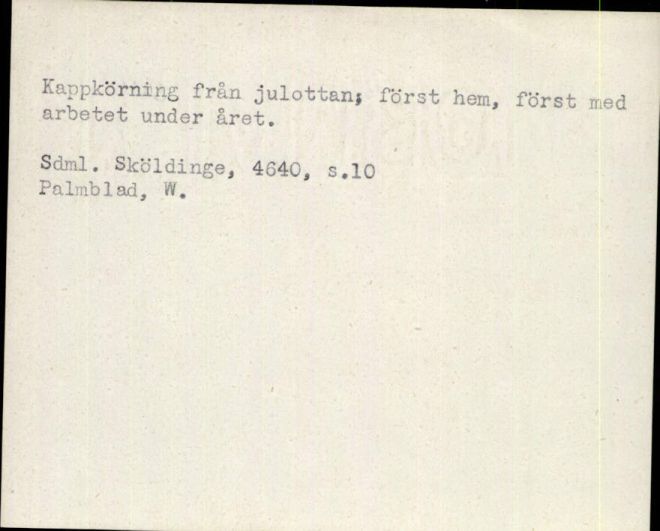 Kappkörning från julottan; först hem, först med
arbetet under året.
Sdml. Sköldinge, 4640, s.10
Palmblad, W.